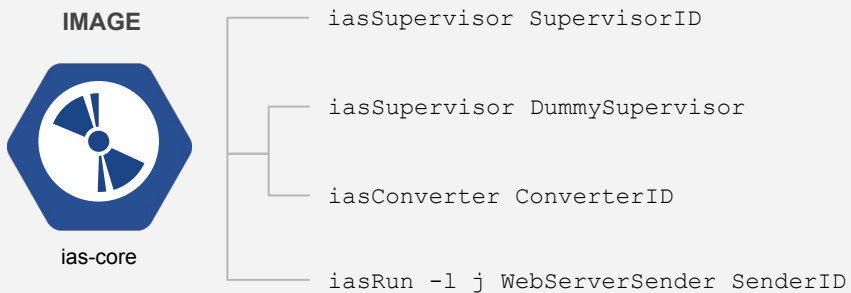 IMAGE
iasSupervisor SupervisorID
iasSupervisor DummySupervisor
iasConverter ConverterID
ias-core
iasRun -l j WebServerSender SenderID